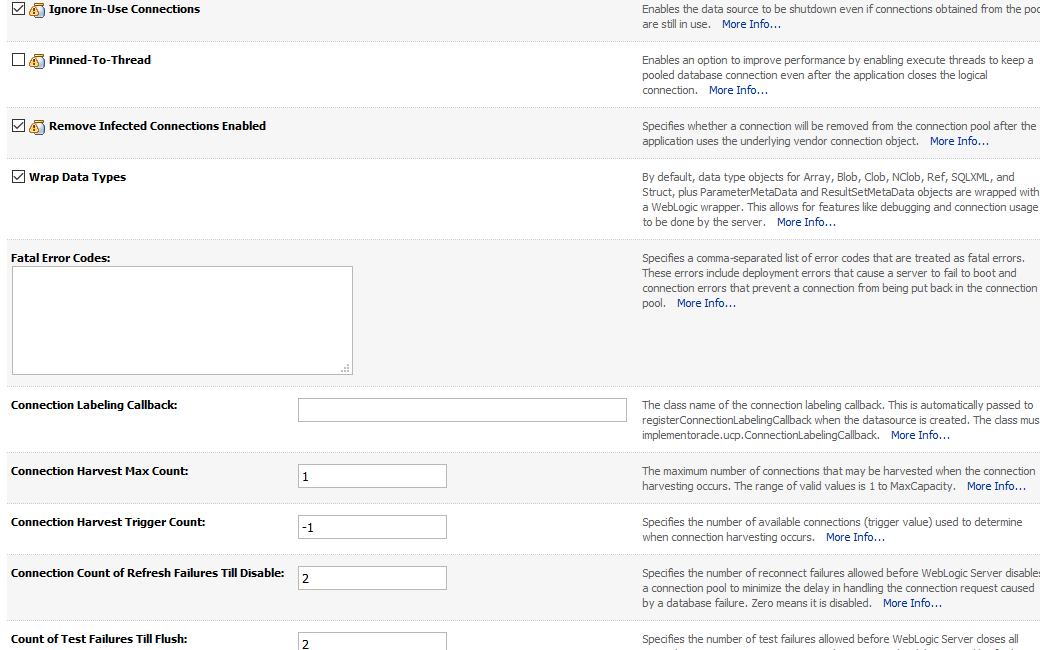 Ignore In-Use Connections
Enables the data source to be shutdown even if connections obtained from the
are still in use. More Info...
Pinned-To-Thread
Enables an option to improve performance by enabling execute threads to keep a
pooled database connection even after the application closes the logical
connection. More Info...
Remove Infected Connections Enabled
Specifies whether a connection will be removed from the connection pool after the
application uses the underlying vendor connection object. More Info...
Wrap Data Types
By default, data type objects for Array, Blob, Clob, NClob, Ref, SQLXML, and
Struct, plus ParameterMetaData and ResultSetMetaData objects are wrapped with
a WebLogic wrapper. This allows for features like debugging and connection usage
to be done by the server. More Info...
Fatal Error Codes:
Specifies a comma-separated list of error codes that are treated as fatal errors.
These errors include deployment errors that cause a server to fail to boot and
connection errors that prevent a connection from being put back in the connection
pool. More Info...
Connection Labeling Callback:
The class name of the connection labeling callback. This is automatically passed to
registerConnectionLabelingCallback when the datasource is created. The class mus
implementoracle.ucp.ConnectionLabelingCallback. More Info...
Connection Harvest Max Count:
1
The maximum number of connections that may be harvested when the connection
harvesting occurs. The range of valid values is 1 to MaxCapacity. More Info...
Connection Harvest Trigger Count:
-1
Specifies the number of available connections (trigger value) used to determine
when connection harvesting occurs. More Info...
Connection Count of Refresh Failures Till Disable:
2
Specifies the number of reconnect failures allowed before WebLogic Server disables
a connection pool to minimize the delay in handling the connection request caused
by a database failure. Zero means it is disabled. More Info...
Count of Test Failures Till Flush:
2
Specifies the number of test failures allowed before WebLogic Server closes all